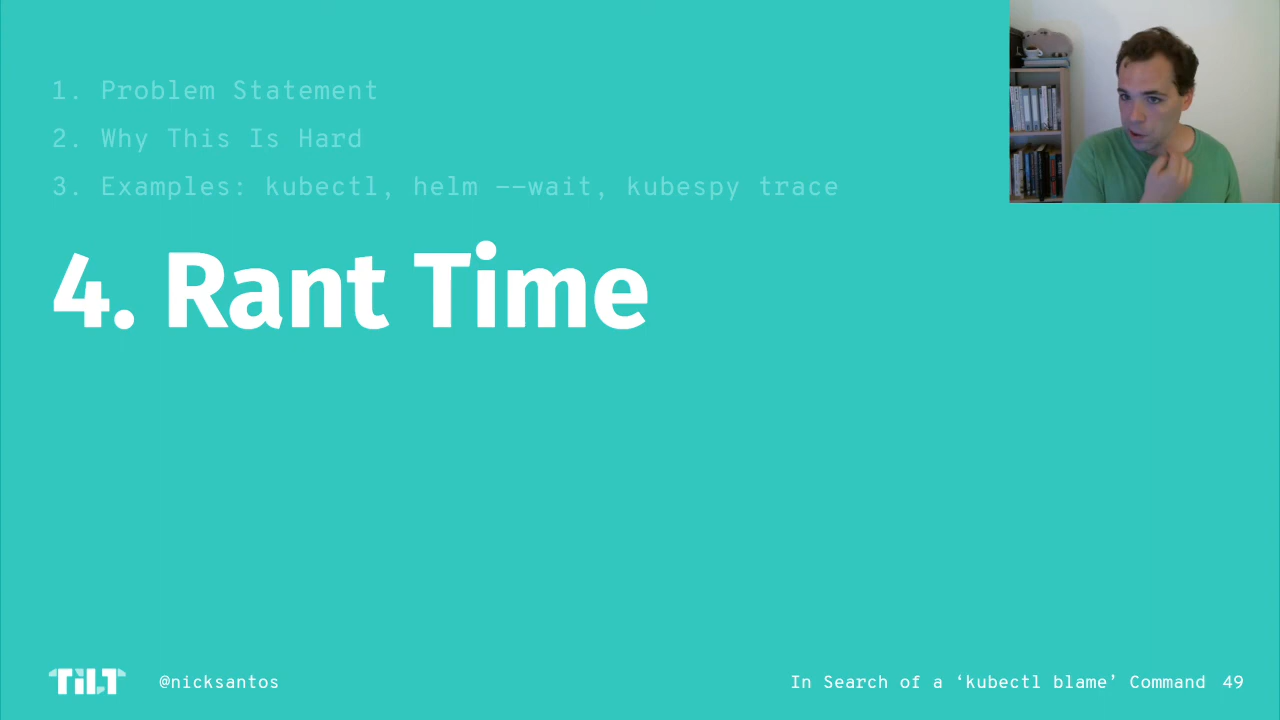 1. Problem Statement
2. Why This Is Hard
3. Examples: kubectl, helm --wait, kubespy trace
4. Rant Time
TILT
@nicksantos
In Search of a ‘kubectl blame’ Command
49